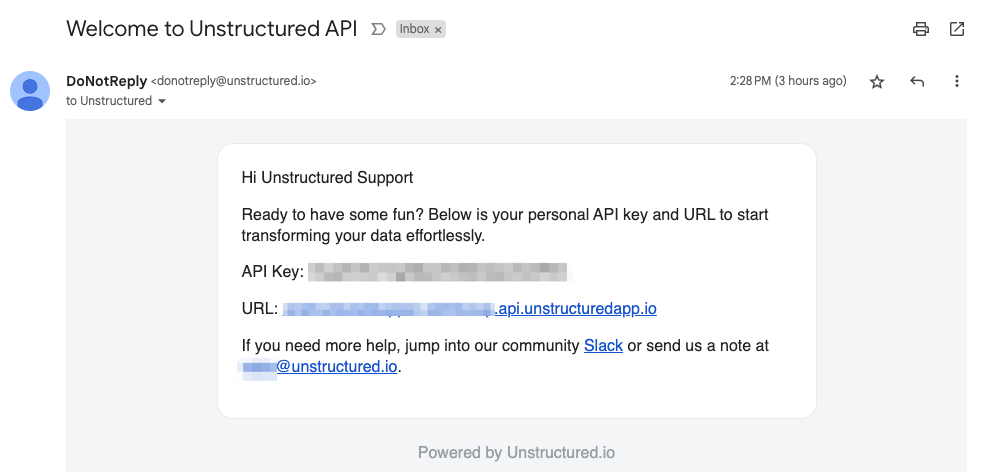 Welcome to Unstructured API
Inbox ×
DoNotReply <donotreply@unstructured.io>
2:28 PM (3 hours ago)
to Unstructured
Hi Unstructured Support
Ready to have some fun? Below is your personal API key and URL to start
transforming your data effortlessly.
API Key:
URL: .api.unstructuredapp.io
If you need more help, jump into our community Slack or send us a note at
@unstructured.io.
Powered by Unstructured.io